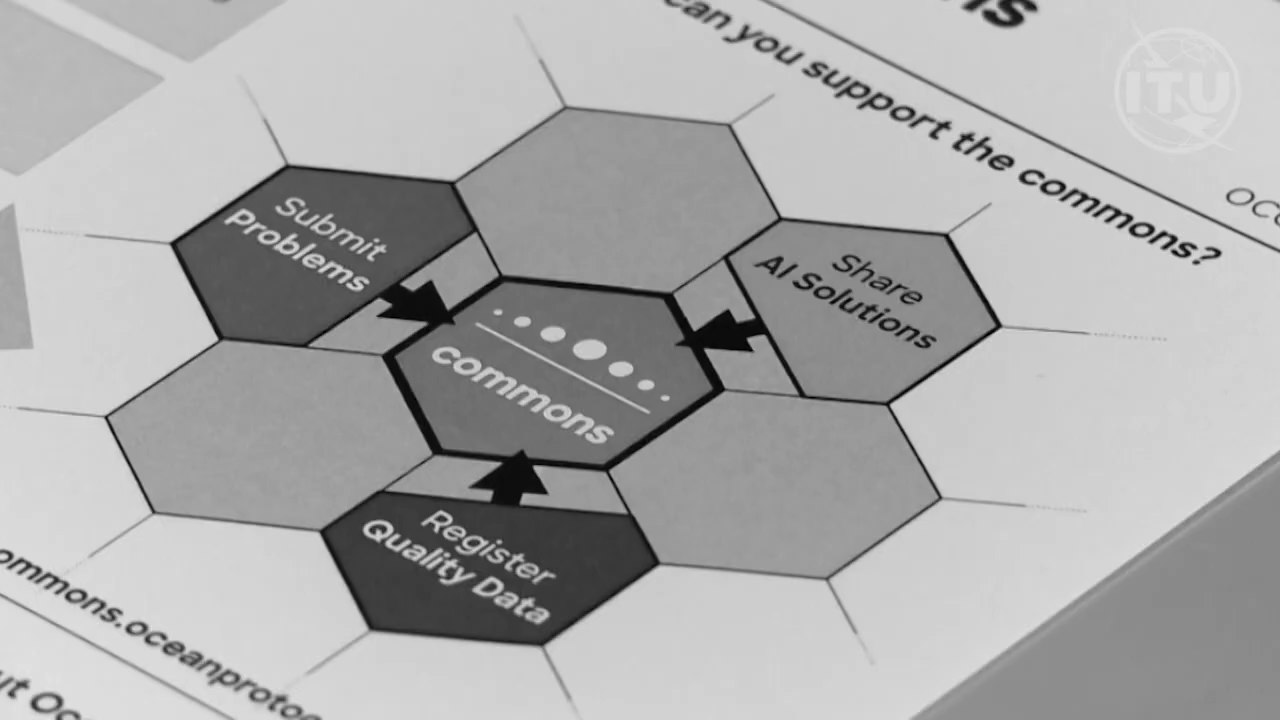 can you support the commons?
ITU
Submit
Problems
Share
AI Solutions
commons
Register
Quality Data
ommons.oceanproto